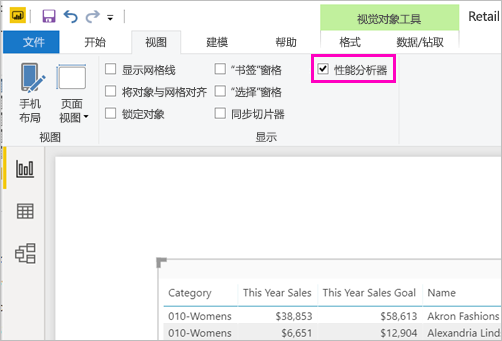 视觉对象工具 Retail
文件 开始 视图 建模 帮助 格式 数据/钻取
手机布局 页面视图 显示网格线 "书签"窗格 性能分析器
将对象与网格对齐 "选择"窗格
锁定对象 同步切片器
视图 显示
Category This Year Sales This Year Sales Goal Name
010-Womens $38,853 $58,613 Akron Fashions
010-Womens $6,651 $12,904 Alexandria Lind